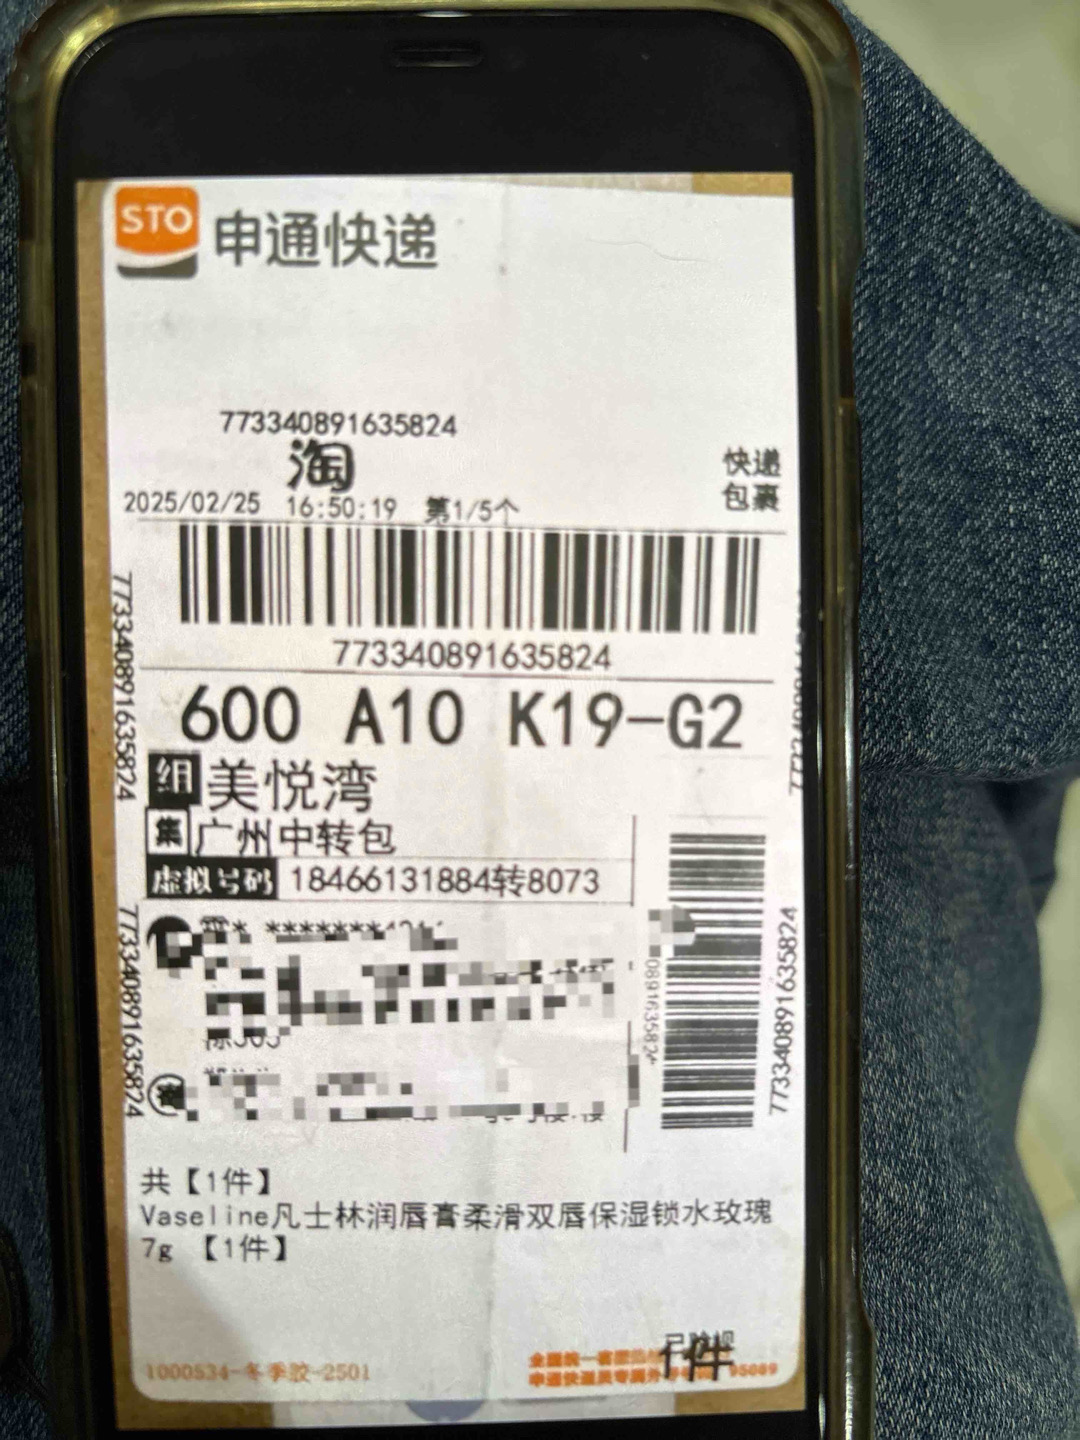 STO 申通快递
773340891635824
淘
快递
包裹
2025/02/25 16:50:19 第1/5个
773340891635824
773340891635824
600 A10 K19-G2
组 美悦湾
集 广州中转包
虚拟号码 18466131884转8073
773340891635824
773340891635824
共【1件】
Vaseline凡士林润唇膏柔滑双唇保湿锁水玫瑰
7g 【1件】
已验视
1件
1000534-冬季胶-2501